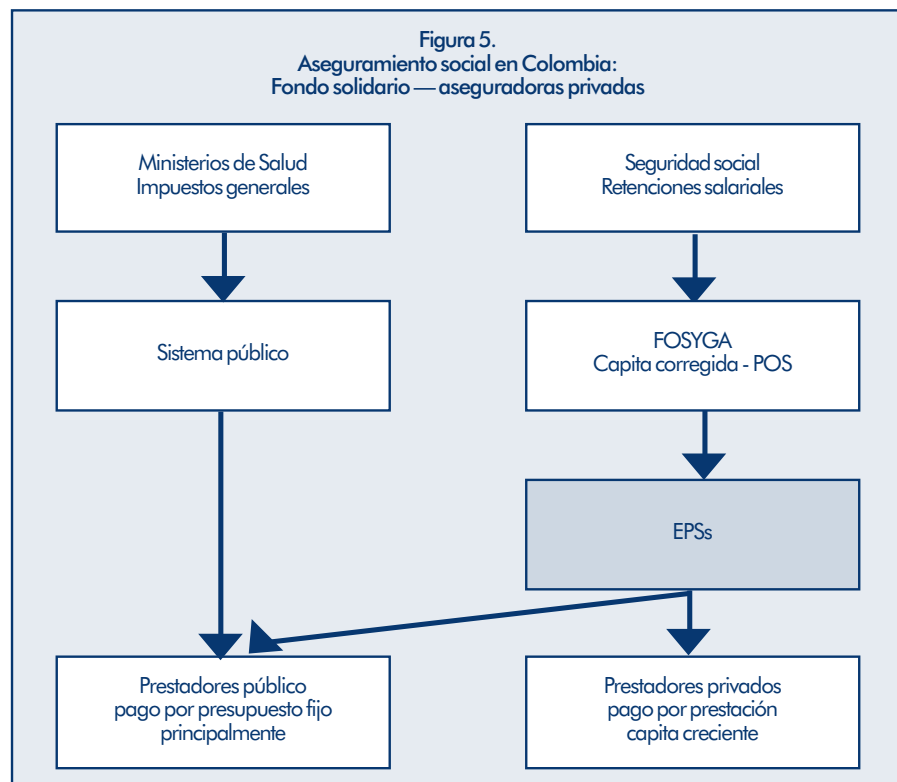 Figura 5.
Aseguramiento social en Colombia:
Fondo solidario — aseguradoras privadas
Ministerios de Salud
Impuestos generales
Seguridad social
Retenciones salariales
Sistema público
FOSYGA
Capita corregida - POS
EPSs
Prestadores público
pago por presupuesto fijo
principalmente
Prestadores privados
pago por prestación
capita creciente